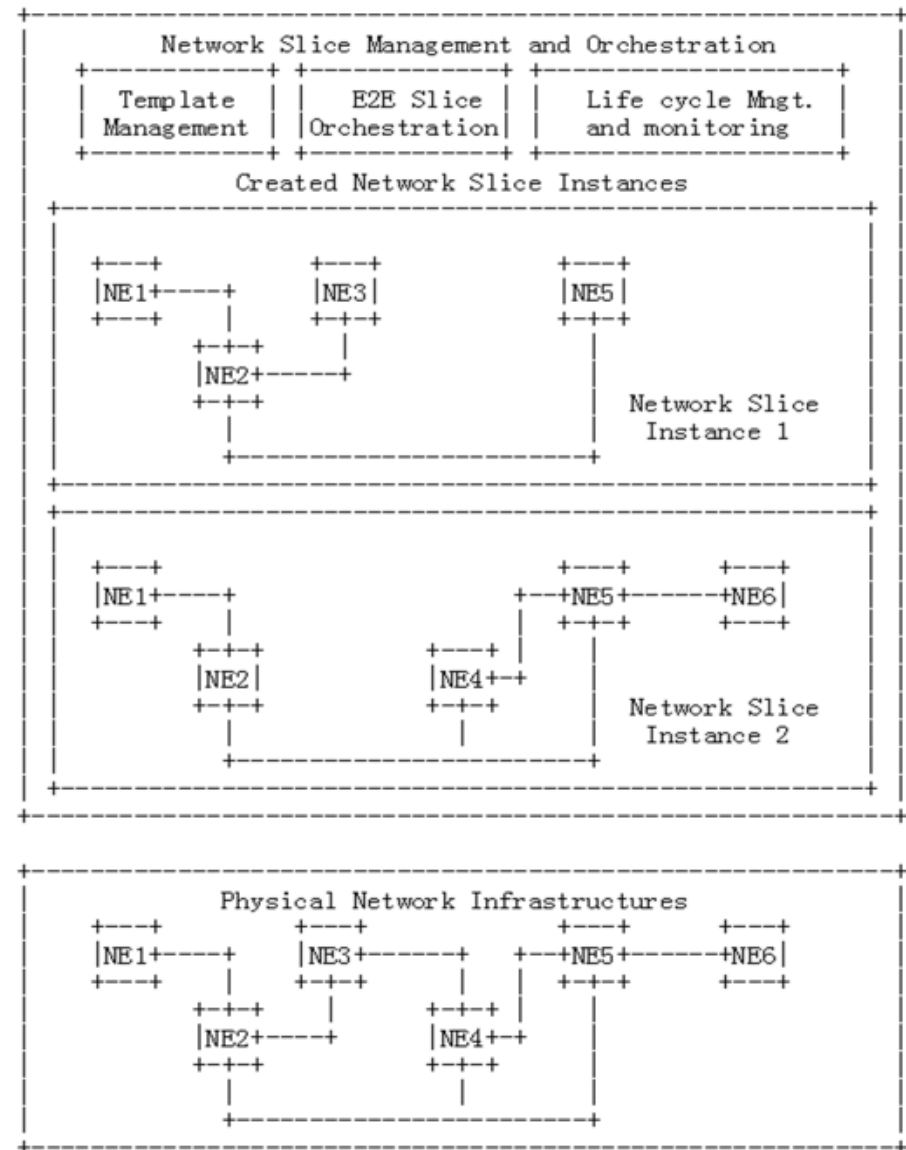 Network Slice Management and Orchestration
Template E2E Slice Life cycle Mngt.
Management Orchestration and monitoring
Created Network Slice Instances
NE1 NE3 NE5
NE2
Network Slice
Instance 1
NE1 NE5 NE6
NE2 NE4
Network Slice
Instance 2
Physical Network Infrastructures
NE1 NE3 NE5 NE6
NE2 NE4